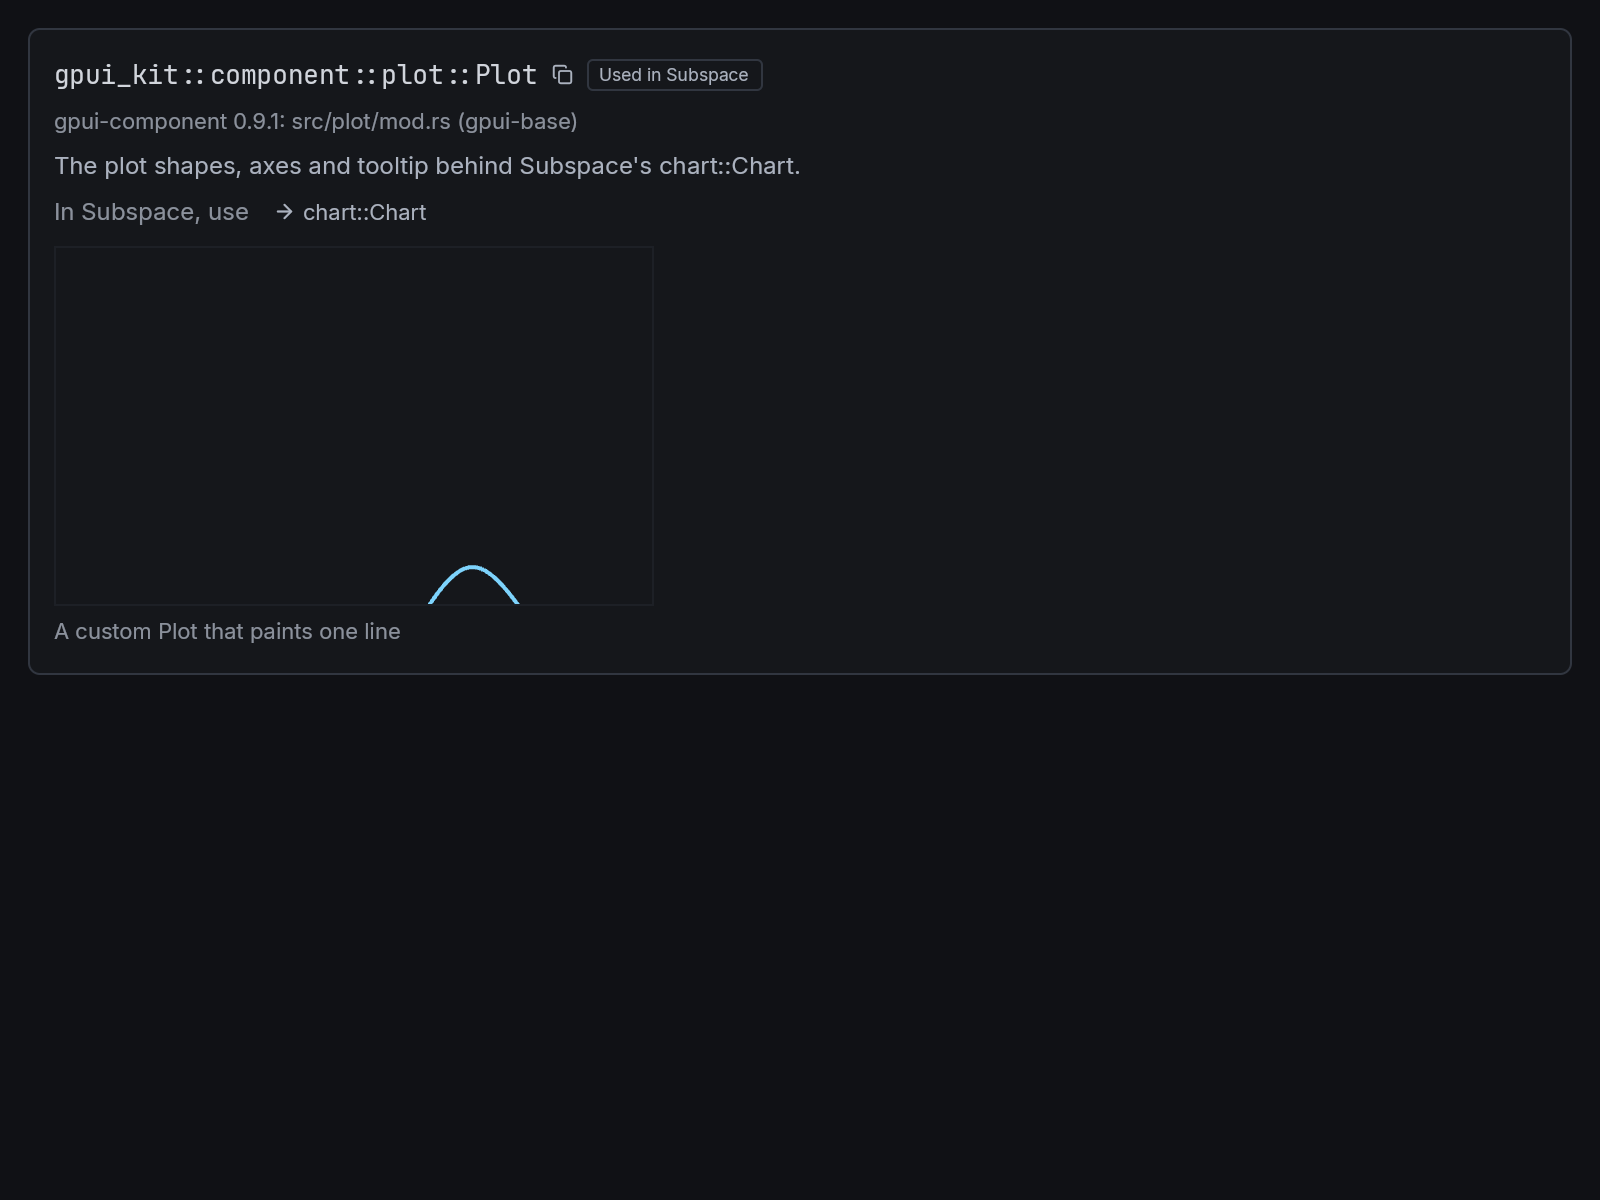 gpui_kit::component::plot::Plot Used in Subspace
gpui-component 0.9.1: src/plot/mod.rs (gpui-base)
The plot shapes, axes and tooltip behind Subspace's chart::Chart.
In Subspace, use → chart::Chart
A custom Plot that paints one line